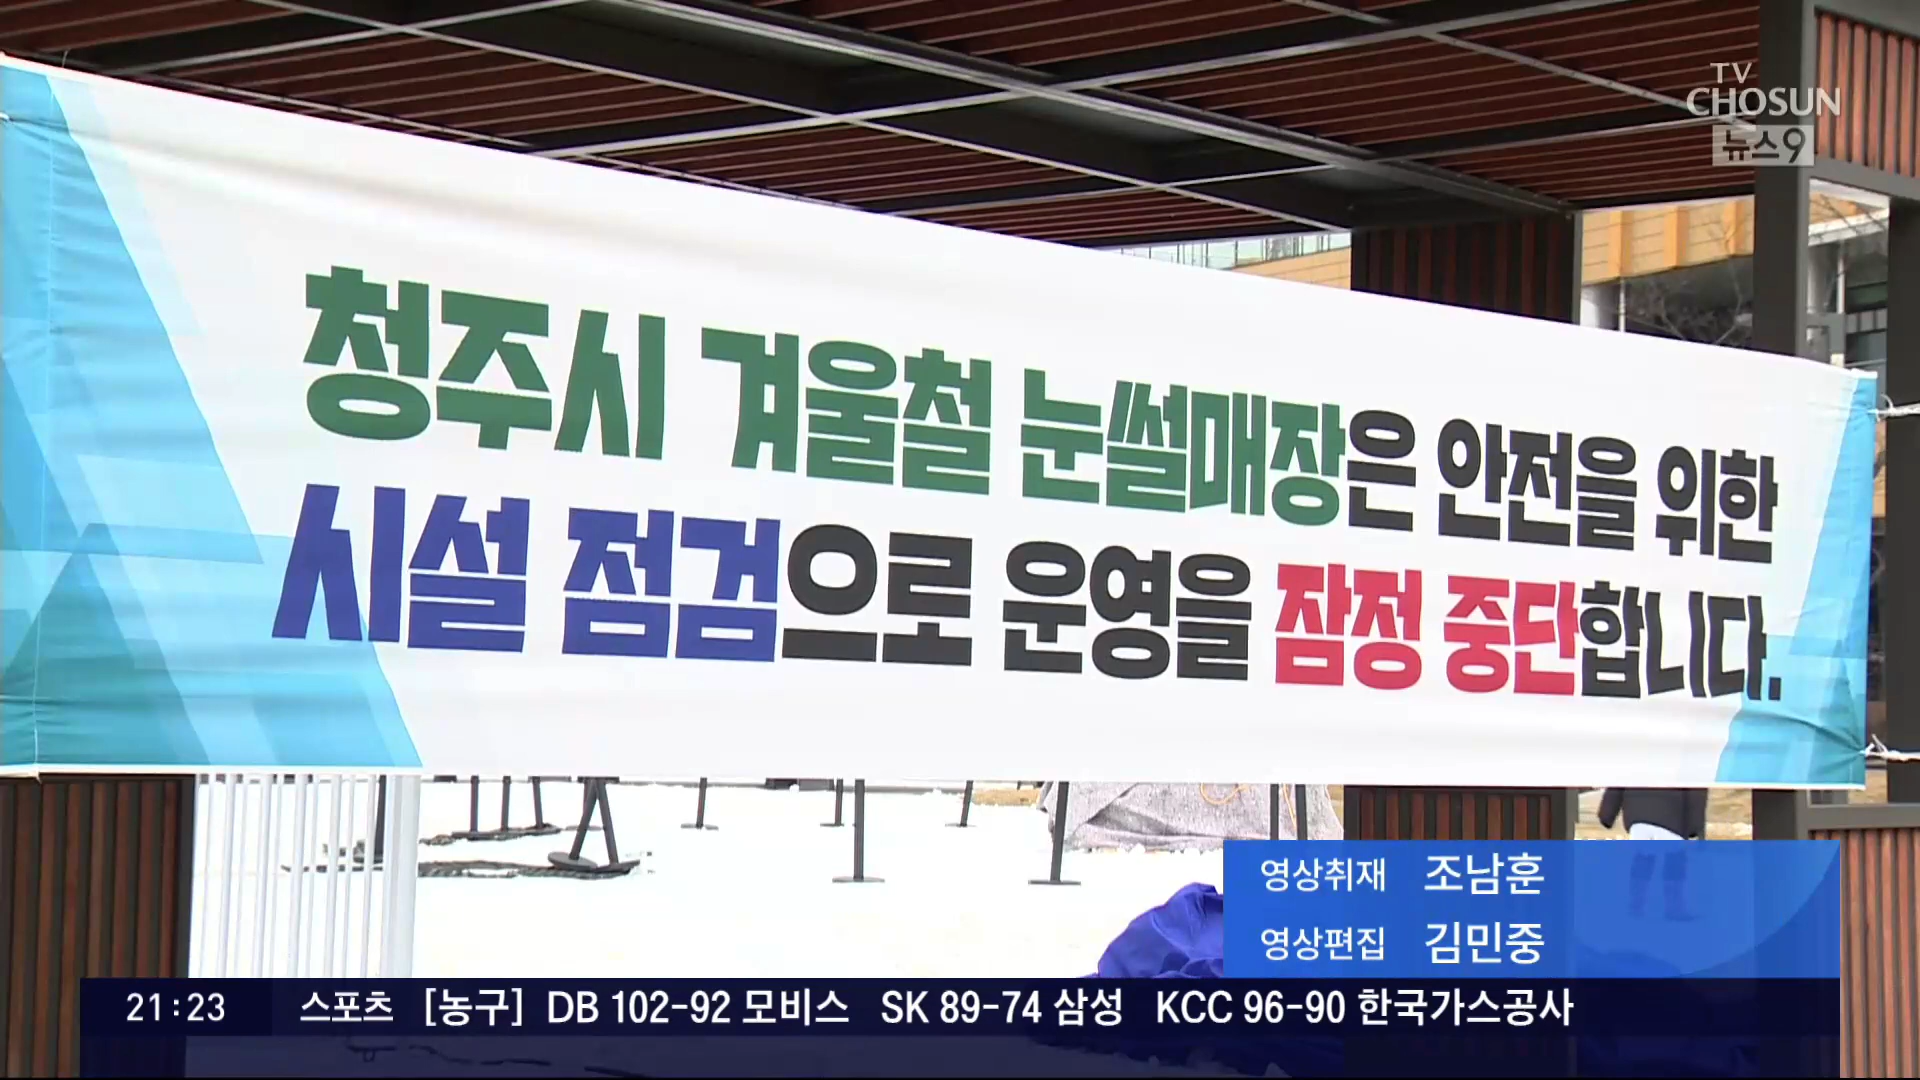 TV
CHOSUN
뉴스9
청주시 겨울철 눈썰매장은 안전을 위한
시설 점검으로 운영을 잠정 중단합니다.
영상취재 조남훈
영상편집 김민중
21:23 스포츠 [농구] DB 102-92 모비스 SK 89-74 삼성 KCC 96-90 한국가스공사